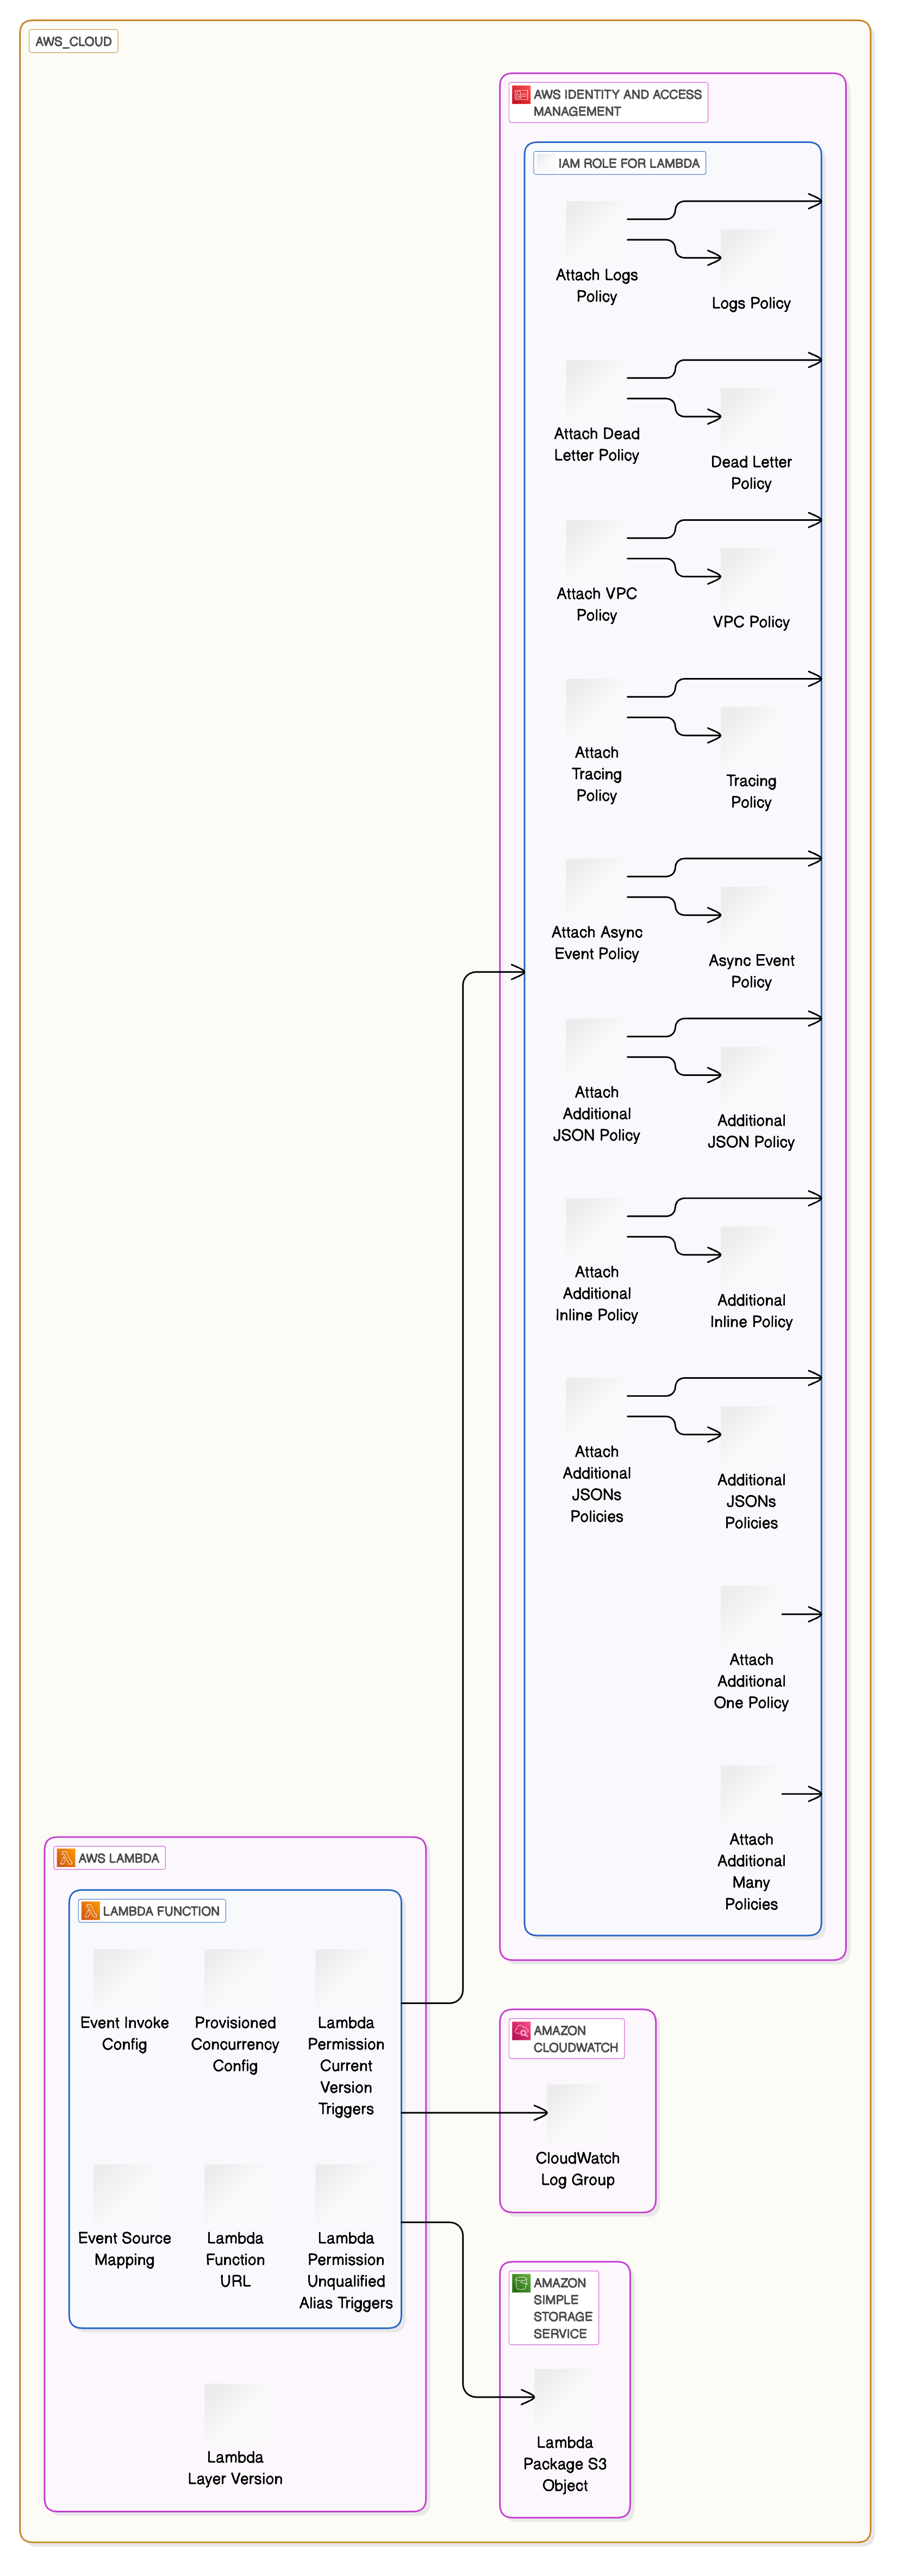 AWS_CLOUD
AWS IDENTITY AND ACCESS
MANAGEMENT
IAM ROLE FOR LAMBDA
Attach Logs
Policy
Logs Policy
Attach Dead
Letter Policy
Dead Letter
Policy
Attach VPC
Policy
VPC Policy
Attach
Tracing
Policy
Tracing
Policy
Attach Async
Event Policy
Async Event
Policy
Attach
Additional
JSON Policy
Additional
JSON Policy
Attach
Additional
Inline Policy
Additional
Inline Policy
Attach
Additional
JSONs
Policies
Additional
JSONs
Policies
Attach
Additional
One Policy
Attach
Additional
Many
Policies
AWS LAMBDA
LAMBDA FUNCTION
Event Invoke
Config
Provisioned
Concurrency
Config
Lambda
Permission
Current
Version
Triggers
Event Source
Mapping
Lambda
Function
URL
Lambda
Permission
Unqualified
Alias Triggers
Lambda
Layer Version
AMAZON
CLOUDWATCH
CloudWatch
Log Group
AMAZON
SIMPLE
STORAGE
SERVICE
Lambda
Package S3
Object